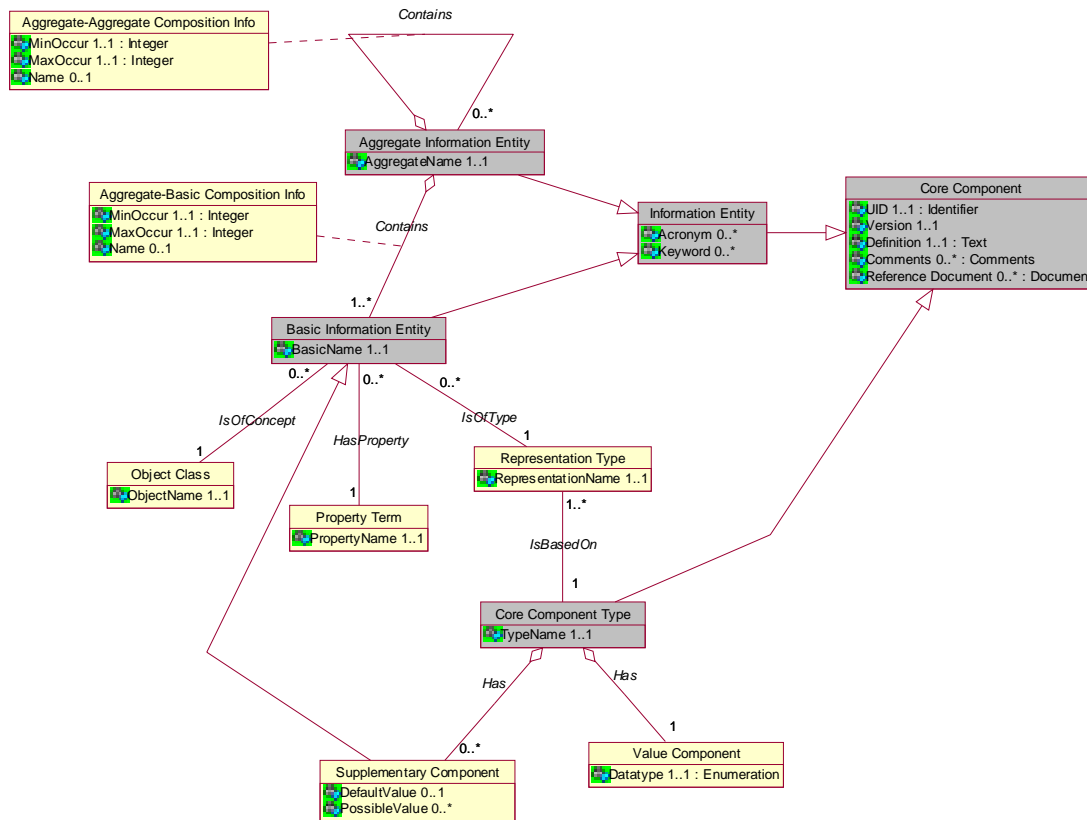 Contains
Aggregate-Aggregate Composition Info
MinOccur 1..1 : Integer
MaxOccur 1..1 : Integer
Name 0..1
0..*
Aggregate Information Entity
AggregateName 1..1
Aggregate-Basic Composition Info
MinOccur 1..1 : Integer
MaxOccur 1..1 : Integer
Name 0..1
Contains
Information Entity
Acronym 0..*
Keyword 0..*
Core Component
UID 1..1 : Identifier
Version 1..1
Definition 1..1 : Text
Comments 0..* : Comments
Reference Document 0..* : Document
1..*
Basic Information Entity
BasicName 1..1
0..*
0..*
0..*
IsOfConcept
HasProperty
IsOfType
1
1
1
Object Class
ObjectName 1..1
Property Term
PropertyName 1..1
Representation Type
RepresentationName 1..1
1..*
IsBasedOn
1
Core Component Type
TypeName 1..1
Has
Has
0..*
1
Supplementary Component
DefaultValue 0..1
PossibleValue 0..*
Value Component
Datatype 1..1 : Enumeration